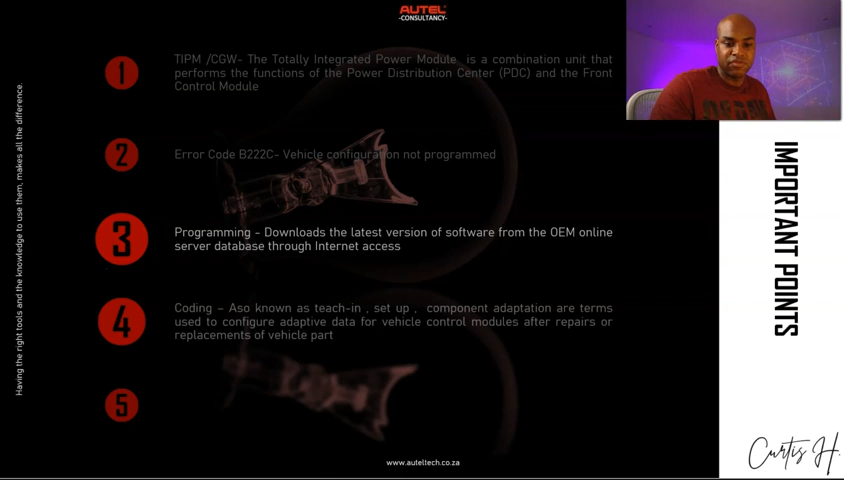 AUTEL
-CONSULTANCY-
1
TIPM /CGW- The Totally Integrated Power Module is a combination unit that
performs the functions of the Power Distribution Center (PDC) and the Front
Control Module
2
Error Code B222C- Vehicle configuration not programmed
3
Programming - Downloads the latest version of software from the OEM online
server database through Internet access
4
Coding - Aso known as teach-in , set up , component adaptation are terms
used to configure adaptive data for vehicle control modules after repairs or
replacements of vehicle part
5
www.auteltech.co.za
Having the right tools and the knowledge to use them, makes all the difference.
IMPORTANT POINTS
Curtis H.